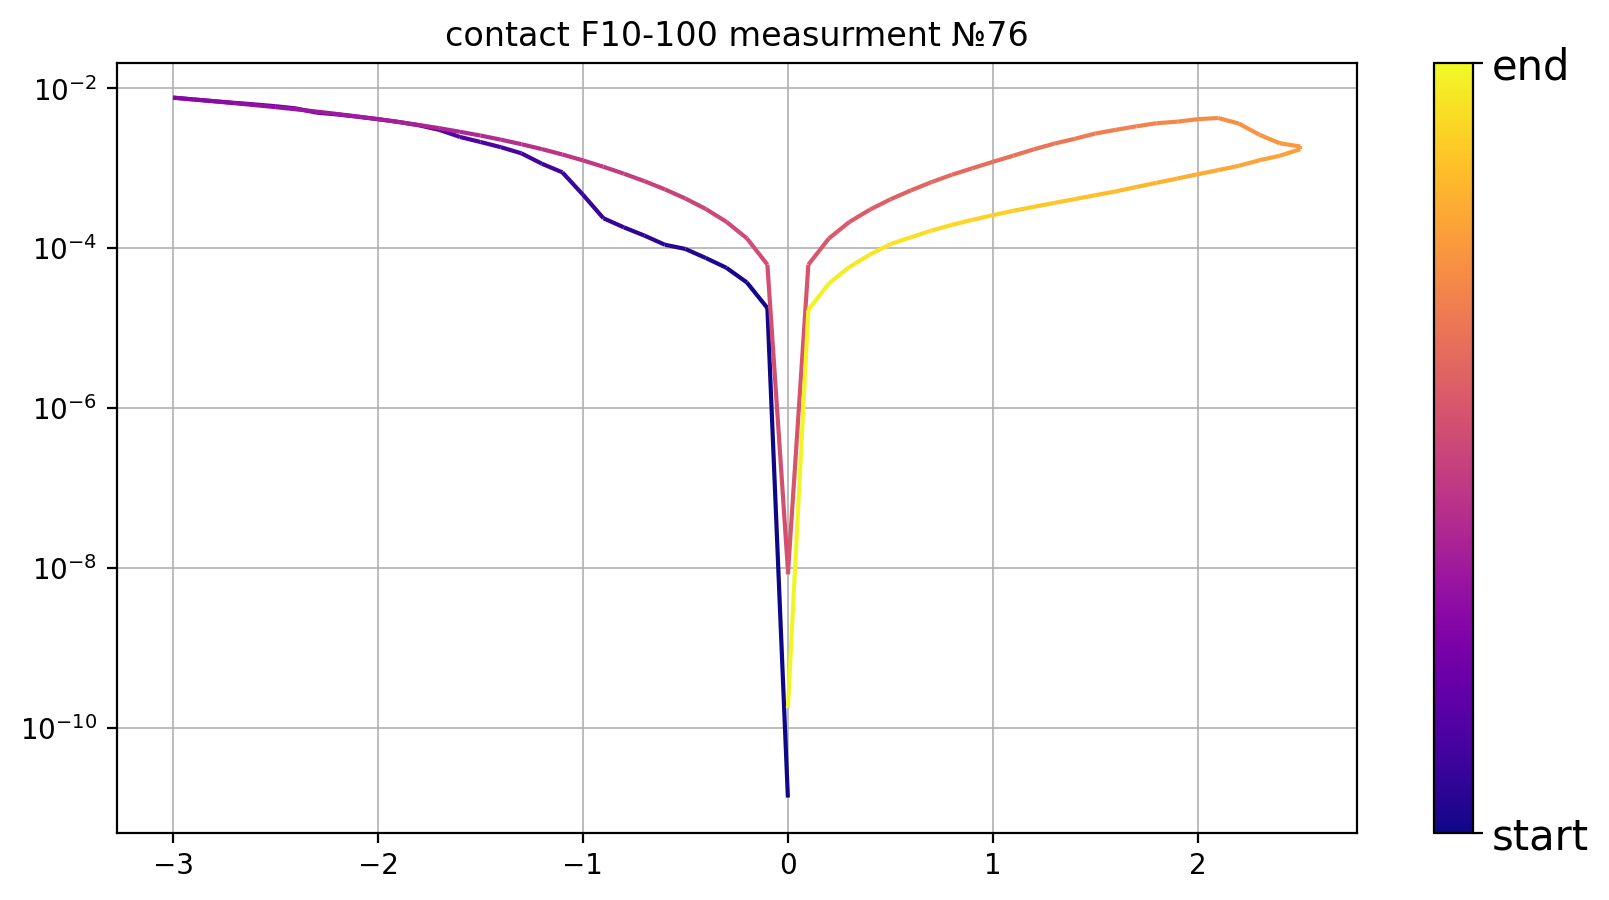 contact F10-100 measurment №76
10⁻²
10⁻⁴
10⁻⁶
10⁻⁸
10⁻¹⁰
−3 −2 −1 0 1 2
end
start